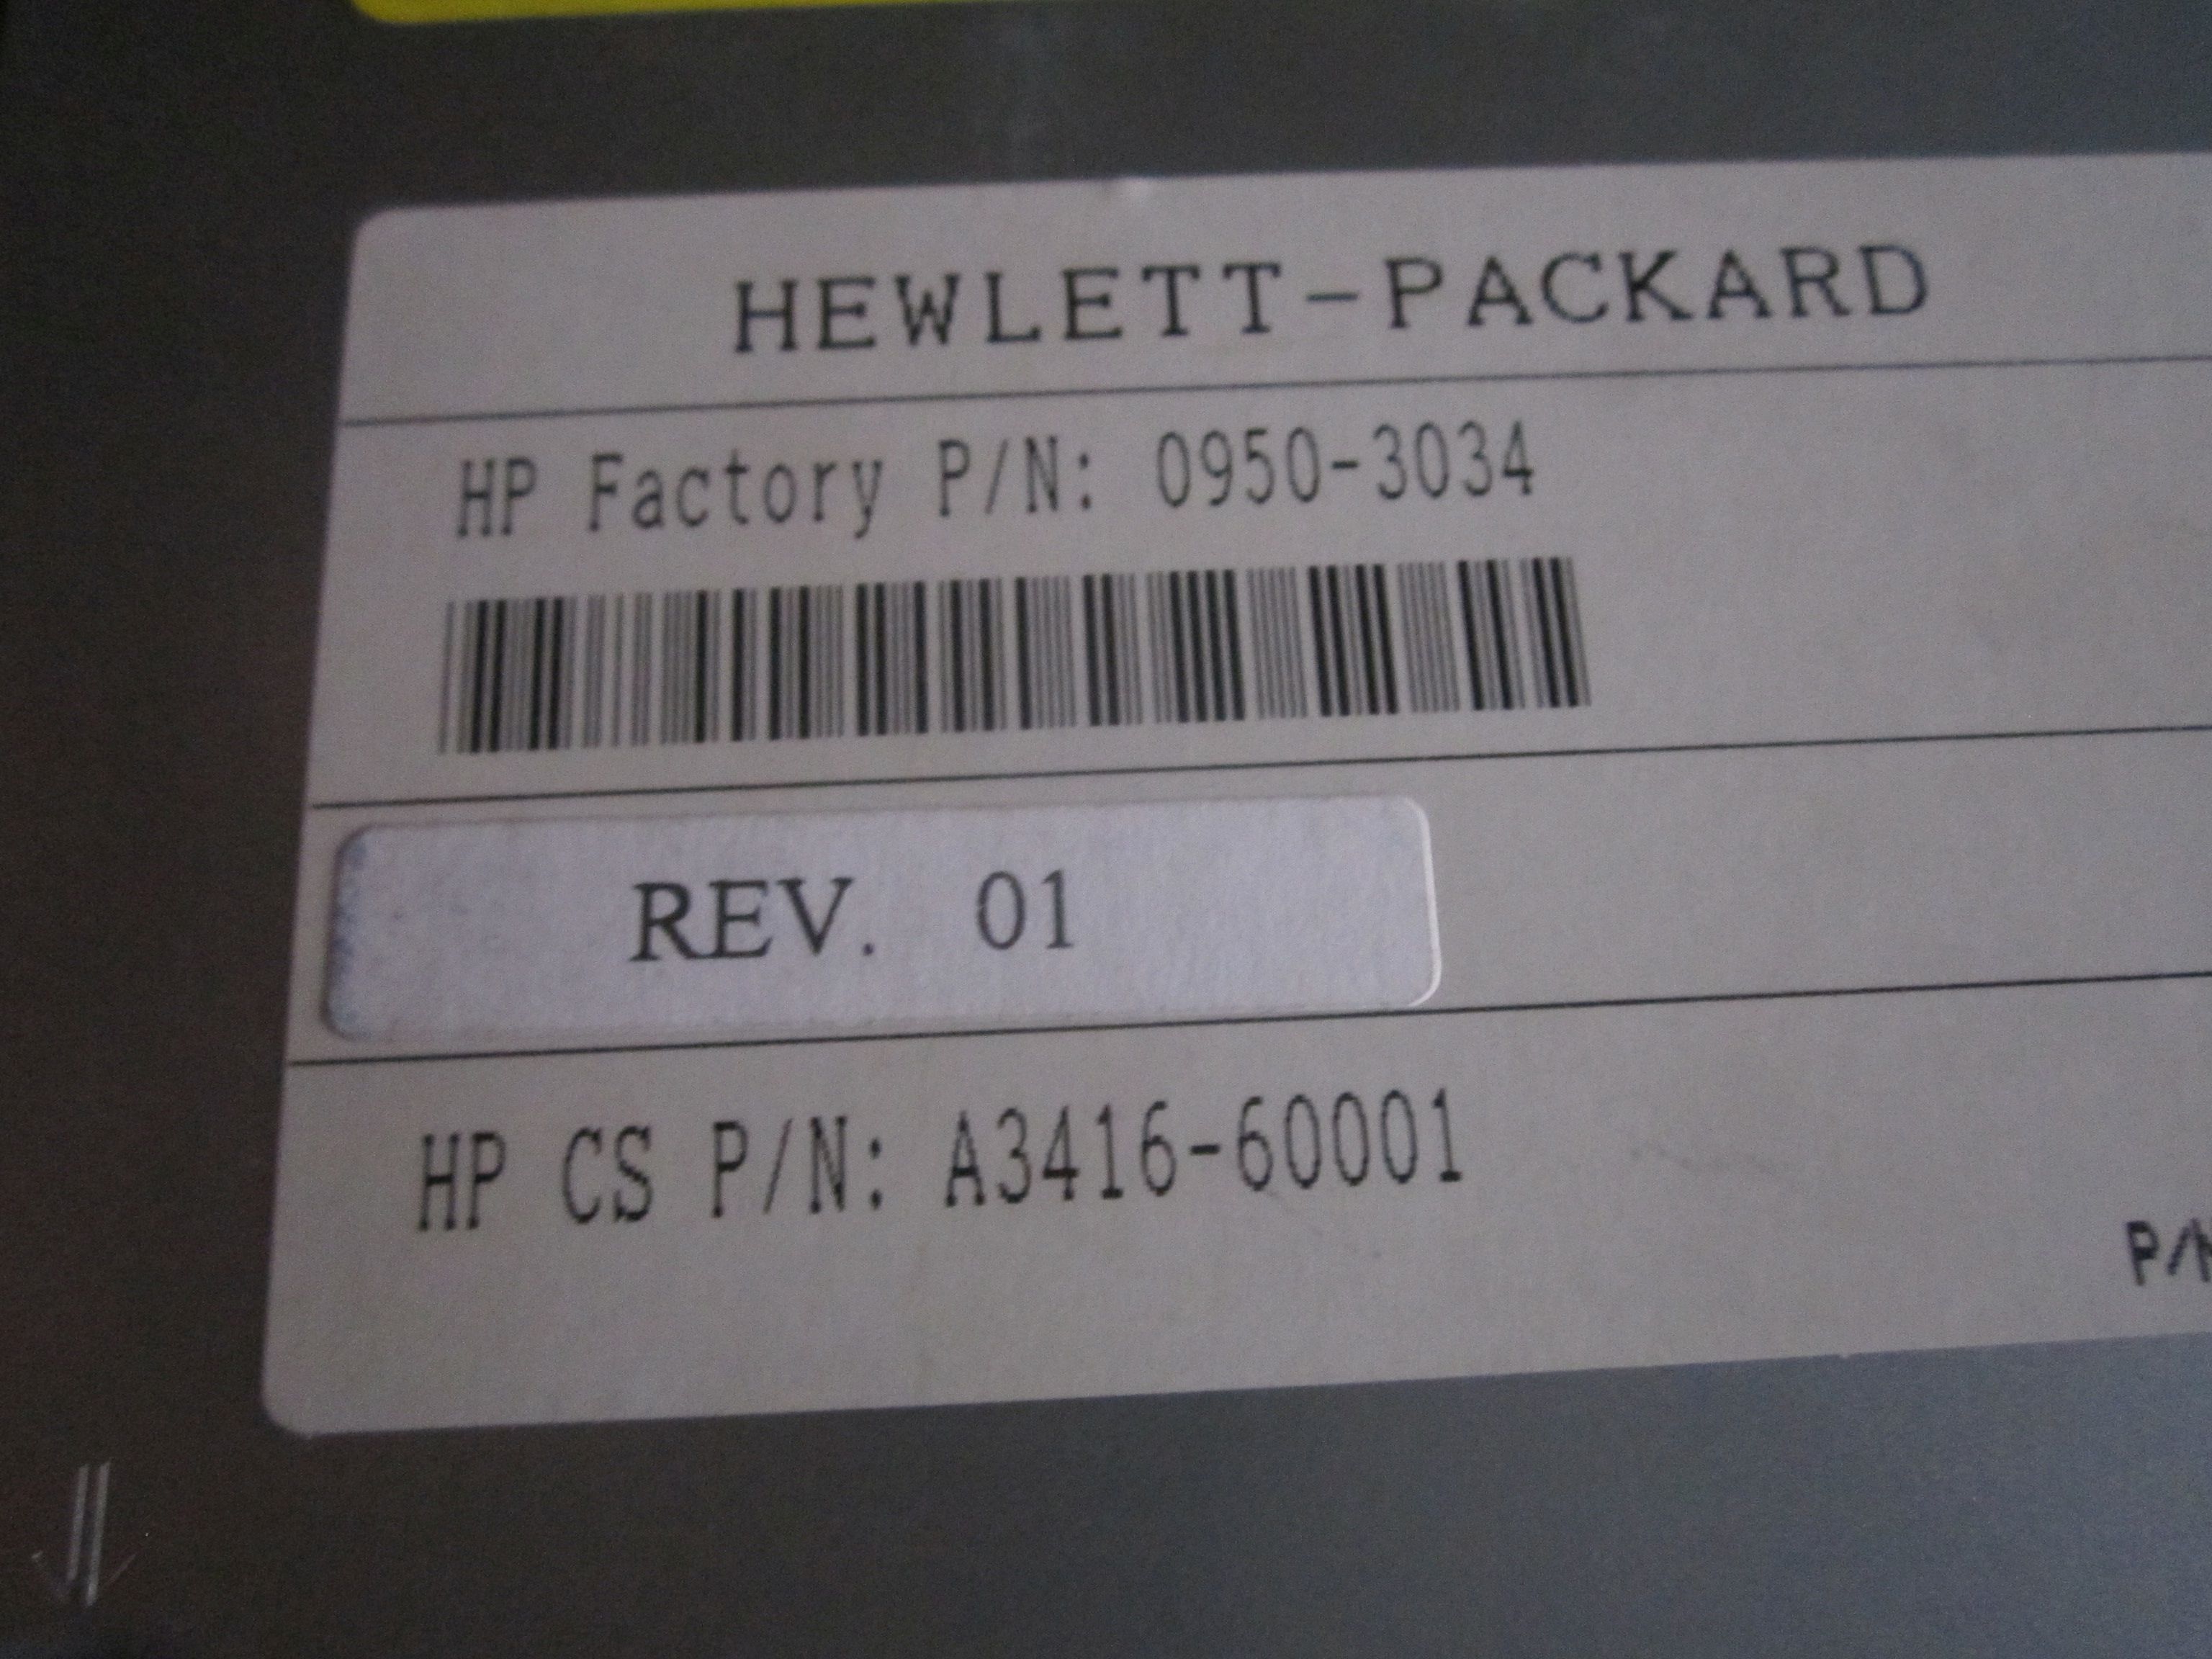 HEWLETT-PACKARD
HP Factory P/N: 0950-3034
REV. 01
HP CS P/N: A3416-60001